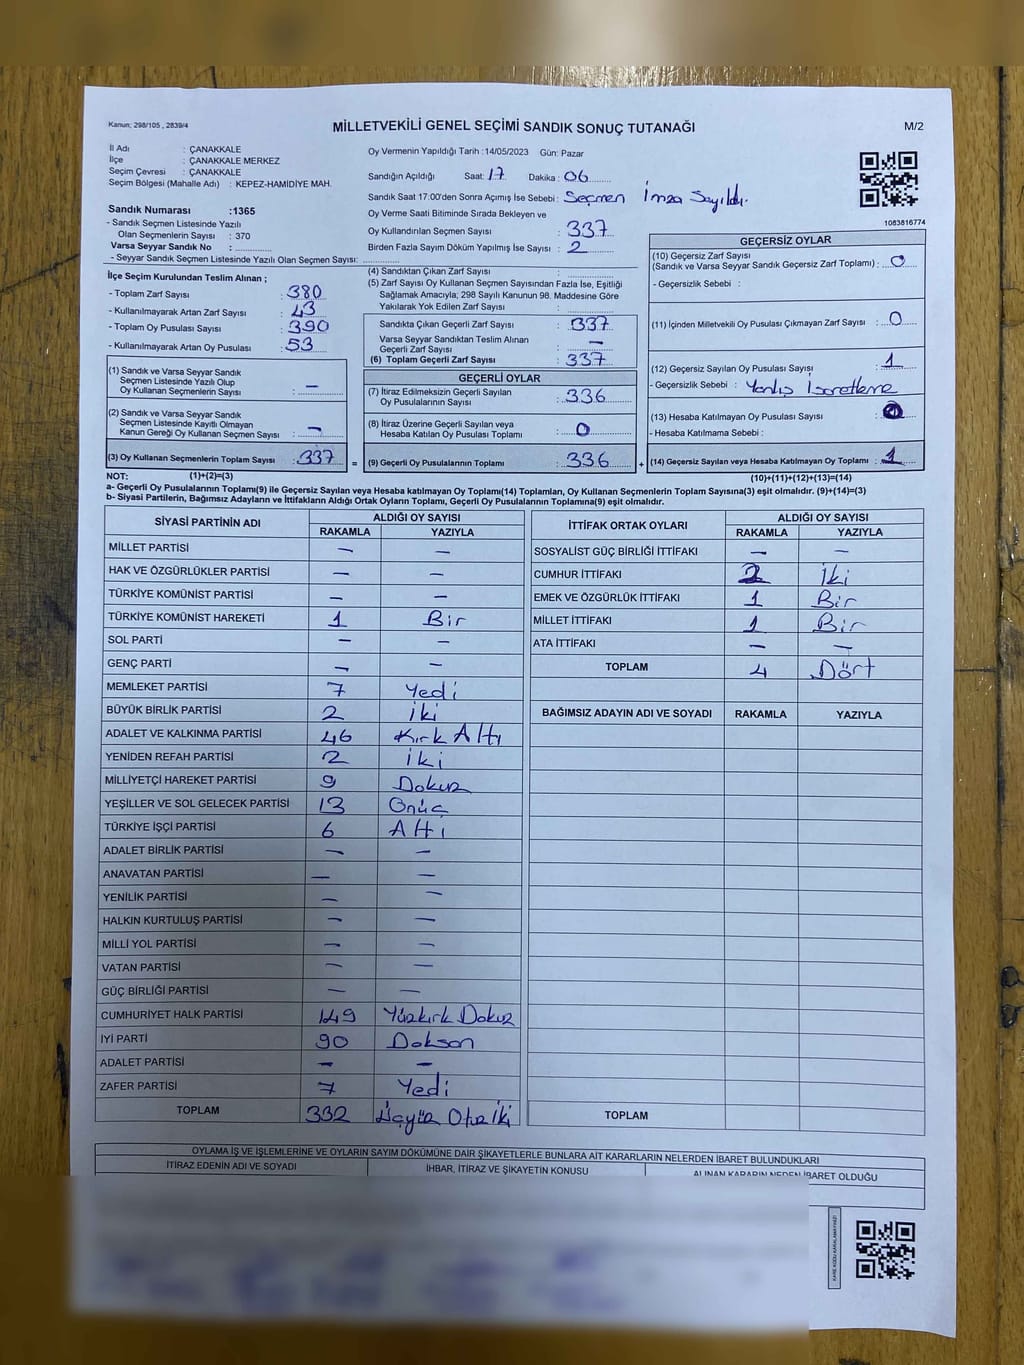 Kanun; 298/105 , 2839/4
MİLLETVEKİLİ GENEL SEÇİMİ SANDIK SONUÇ TUTANAĞI
M/2
İl Adı : ÇANAKKALE
İlçe : ÇANAKKALE MERKEZ
Seçim Çevresi : ÇANAKKALE
Seçim Bölgesi (Mahalle Adı) : KEPEZ-HAMİDİYE MAH.
Sandık Numarası :1365
- Sandık Seçmen Listesinde Yazılı
Olan Seçmenlerin Sayısı : 370
Varsa Seyyar Sandık No :
- Seyyar Sandık Seçmen Listesinde Yazılı Olan Seçmen Sayısı:
Oy Vermenin Yapıldığı Tarih :14/05/2023 Gün: Pazar
Sandığın Açıldığı Saat: 17 Dakika : 06
Sandık Saat 17:00'den Sonra Açımış İse Sebebi : Seçmen İmza Sayıldı.
Oy Verme Saati Bitiminde Sırada Bekleyen ve
Oy Kullandırılan Seçmen Sayısı : 337
Birden Fazla Sayım Döküm Yapılmış İse Sayısı : 2
1083816774
İlçe Seçim Kurulundan Teslim Alınan ;
- Toplam Zarf Sayısı : 380
- Kullanılmayarak Artan Zarf Sayısı : 43
- Toplam Oy Pusulası Sayısı : 390
- Kullanılmayarak Artan Oy Pusulası : 53
(1) Sandık ve Varsa Seyyar Sandık
Seçmen Listesinde Yazılı Olup
Oy Kullanan Seçmenlerin Sayısı : —
(2) Sandık ve Varsa Seyyar Sandık
Seçmen Listesinde Kayıtlı Olmayan
Kanun Gereği Oy Kullanan Seçmen Sayısı : —
(3) Oy Kullanan Seçmenlerin Toplam Sayısı : 337
(4) Sandıktan Çıkan Zarf Sayısı :
(5) Zarf Sayısı Oy Kullanan Seçmen Sayısından Fazla İse, Eşitliği
Sağlamak Amacıyla; 298 Sayılı Kanunun 98. Maddesine Göre
Yakılarak Yok Edilen Zarf Sayısı :
Sandıkta Çıkan Geçerli Zarf Sayısı : 337
Varsa Seyyar Sandıktan Teslim Alınan
Geçerli Zarf Sayısı : —
(6) Toplam Geçerli Zarf Sayısı : 337
GEÇERLİ OYLAR
(7) İtiraz Edilmeksizin Geçerli Sayılan
Oy Pusulalarının Sayısı : 336
(8) İtiraz Üzerine Geçerli Sayılan veya
Hesaba Katılan Oy Pusulası Toplamı : 0
= (9) Geçerli Oy Pusulalarının Toplamı : 336 +
GEÇERSİZ OYLAR
(10) Geçersiz Zarf Sayısı
(Sandık ve Varsa Seyyar Sandık Geçersiz Zarf Toplamı) : 0
- Geçersizlik Sebebi :
(11) İçinden Milletvekili Oy Pusulası Çıkmayan Zarf Sayısı : 0
(12) Geçersiz Sayılan Oy Pusulası Sayısı : 1
- Geçersizlik Sebebi : Yanlış İşaretleme
(13) Hesaba Katılmayan Oy Pusulası Sayısı :
- Hesaba Katılmama Sebebi :
(14) Geçersiz Sayılan veya Hesaba Katılmayan Oy Toplamı : 1
NOT: (1)+(2)=(3) (10)+(11)+(12)+(13)=(14)
a- Geçerli Oy Pusulalarının Toplamı(9) ile Geçersiz Sayılan veya Hesaba katılmayan Oy Toplamı(14) Toplamları, Oy Kullanan Seçmenlerin Toplam Sayısına(3) eşit olmalıdır. (9)+(14)=(3)
b- Siyasi Partilerin, Bağımsız Adayların ve İttifakların Aldığı Ortak Oyların Toplamı, Geçerli Oy Pusulalarının Toplamına(9) eşit olmalıdır.
SİYASİ PARTİNİN ADI ALDIĞI OY SAYISI
RAKAMLA YAZIYLA
MİLLET PARTİSİ — —
HAK VE ÖZGÜRLÜKLER PARTİSİ — —
TÜRKİYE KOMÜNİST PARTİSİ — —
TÜRKİYE KOMÜNİST HAREKETİ 1 Bir
SOL PARTİ — —
GENÇ PARTİ — —
MEMLEKET PARTİSİ 7 Yedi
BÜYÜK BİRLİK PARTİSİ 2 İki
ADALET VE KALKINMA PARTİSİ 46 Kırk Altı
YENİDEN REFAH PARTİSİ 2 İki
MİLLİYETÇİ HAREKET PARTİSİ 9 Dokuz
YEŞİLLER VE SOL GELECEK PARTİSİ 13 Onüç
TÜRKİYE İŞÇİ PARTİSİ 6 Altı
ADALET BİRLİK PARTİSİ — —
ANAVATAN PARTİSİ — —
YENİLİK PARTİSİ — —
HALKIN KURTULUŞ PARTİSİ — —
MİLLİ YOL PARTİSİ — —
VATAN PARTİSİ — —
GÜÇ BİRLİĞİ PARTİSİ — —
CUMHURİYET HALK PARTİSİ 149 Yüzkırk Dokuz
İYİ PARTİ 90 Doksan
ADALET PARTİSİ — —
ZAFER PARTİSİ 7 Yedi
TOPLAM 332 Üçyüz Otuz İki
İTTİFAK ORTAK OYLARI ALDIĞI OY SAYISI
RAKAMLA YAZIYLA
SOSYALİST GÜÇ BİRLİĞİ İTTİFAKI — —
CUMHUR İTTİFAKI 2 İki
EMEK VE ÖZGÜRLÜK İTTİFAKI 1 Bir
MİLLET İTTİFAKI 1 Bir
ATA İTTİFAKI — —
TOPLAM 4 Dört
BAĞIMSIZ ADAYIN ADI VE SOYADI RAKAMLA YAZIYLA
TOPLAM
OYLAMA İŞ VE İŞLEMLERİNE VE OYLARIN SAYIM DÖKÜMÜNE DAİR ŞİKAYETLERLE BUNLARA AİT KARARLARIN NELERDEN İBARET BULUNDUKLARI
İTİRAZ EDENİN ADI VE SOYADI İHBAR, İTİRAZ VE ŞİKAYETİN KONUSU ALINAN KARARIN NEDEN İBARET OLDUĞU